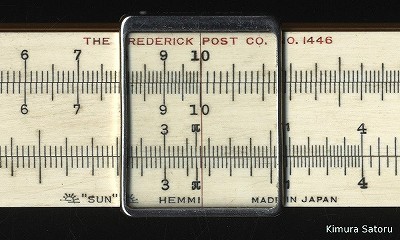 THE FREDERICK POST CO. NO. 1446
6 7 9 10
6 7 9 10
3 π 4
3 π 4
"SUN" HEMMI MADE IN JAPAN
Kimura Satoru